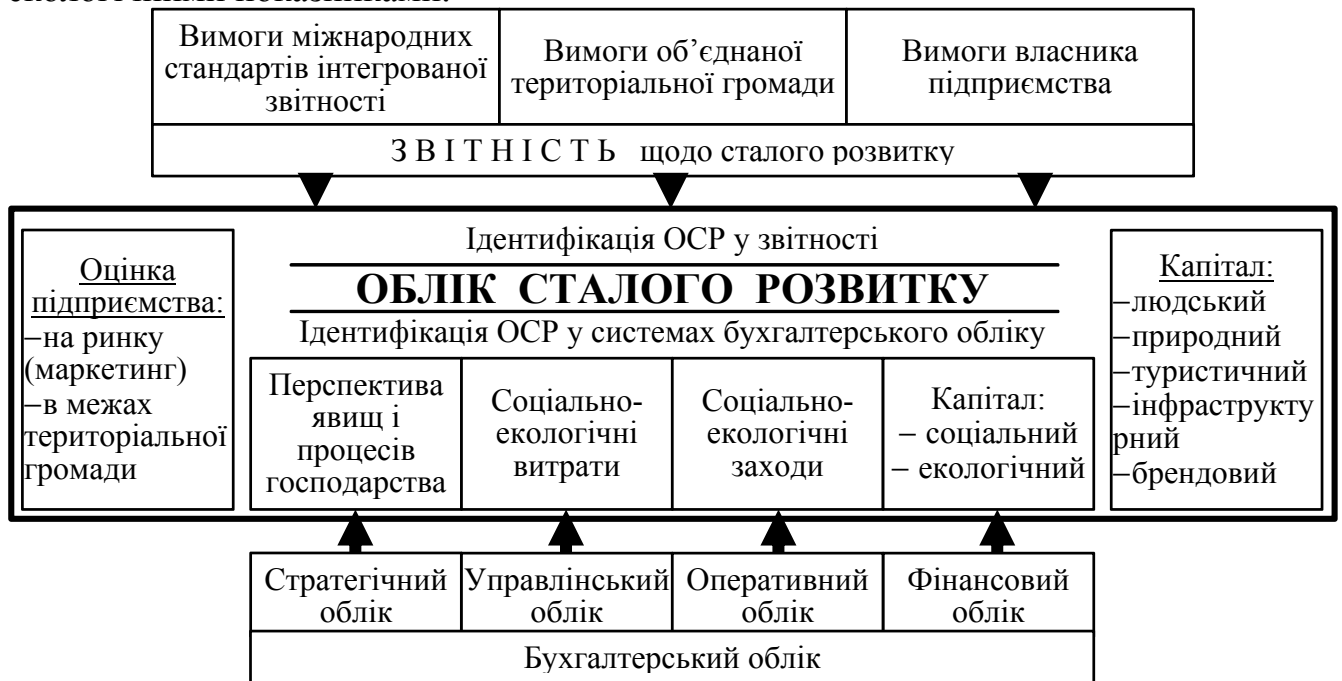 екологічними показниками.
Вимоги міжнародних
стандартів інтегрованої
звітності
Вимоги об’єднаної
територіальної громади
Вимоги власника
підприємства
З В І Т Н І С Т Ь щодо сталого розвитку
Ідентифікація ОСР у звітності
ОБЛІК СТАЛОГО РОЗВИТКУ
Ідентифікація ОСР у системах бухгалтерського обліку
Оцінка
підприємства:
–на ринку
(маркетинг)
–в межах
територіальної
громади
Перспектива
явищ і
процесів
господарства
Соціально-
екологічні
витрати
Соціально-
екологічні
заходи
Капітал:
– соціальний
– екологічний
Капітал:
–людський
–природний
–туристичний
–інфраструкту
рний
–брендовий
Стратегічний
облік
Управлінський
облік
Оперативний
облік
Фінансовий
облік
Бухгалтерський облік